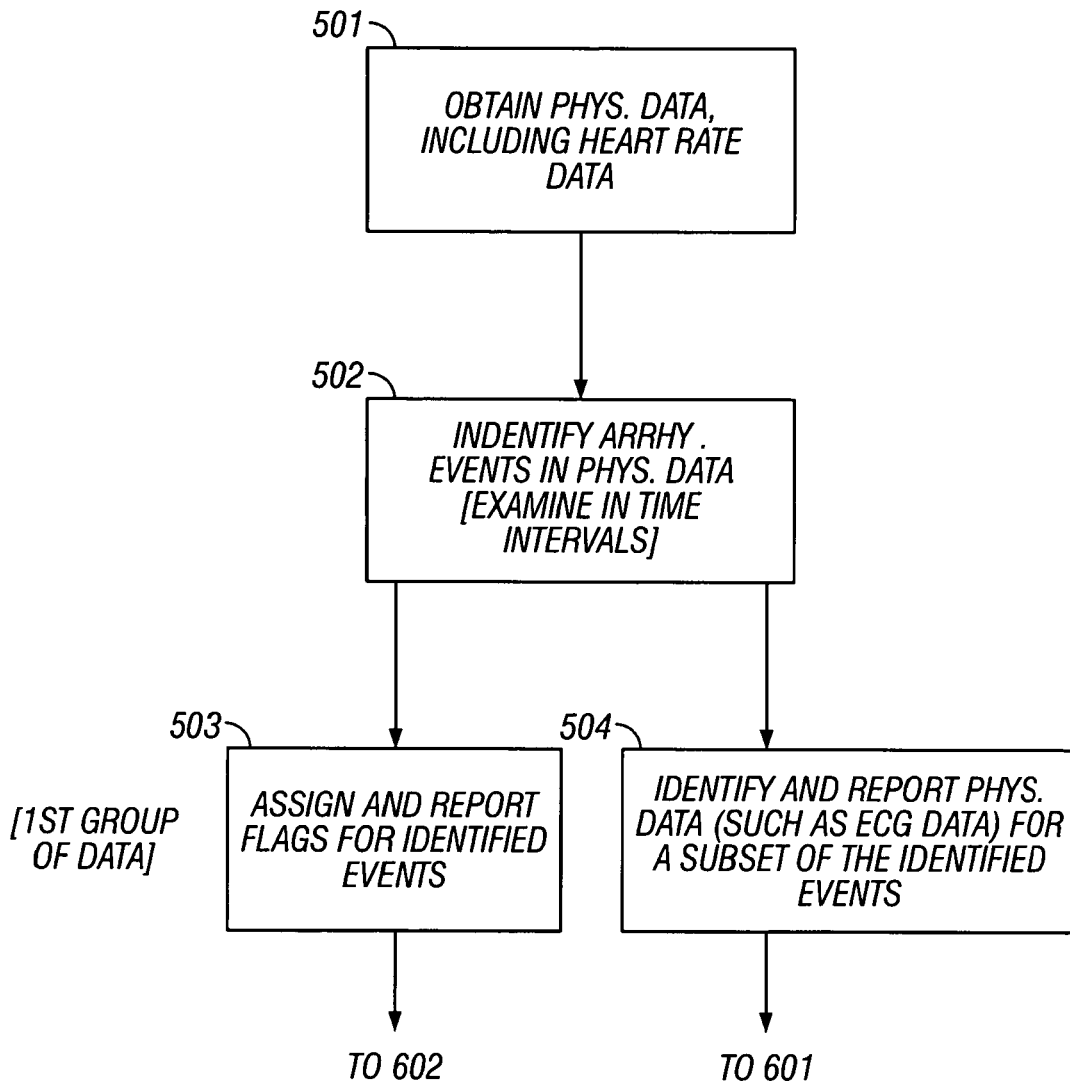 501
OBTAIN PHYS. DATA,
INCLUDING HEART RATE
DATA
502
INDENTIFY ARRHY .
EVENTS IN PHYS. DATA
[EXAMINE IN TIME
INTERVALS]
503
[1ST GROUP
OF DATA]
ASSIGN AND REPORT
FLAGS FOR IDENTIFIED
EVENTS
504
IDENTIFY AND REPORT PHYS.
DATA (SUCH AS ECG DATA) FOR
A SUBSET OF THE IDENTIFIED
EVENTS
TO 602
TO 601